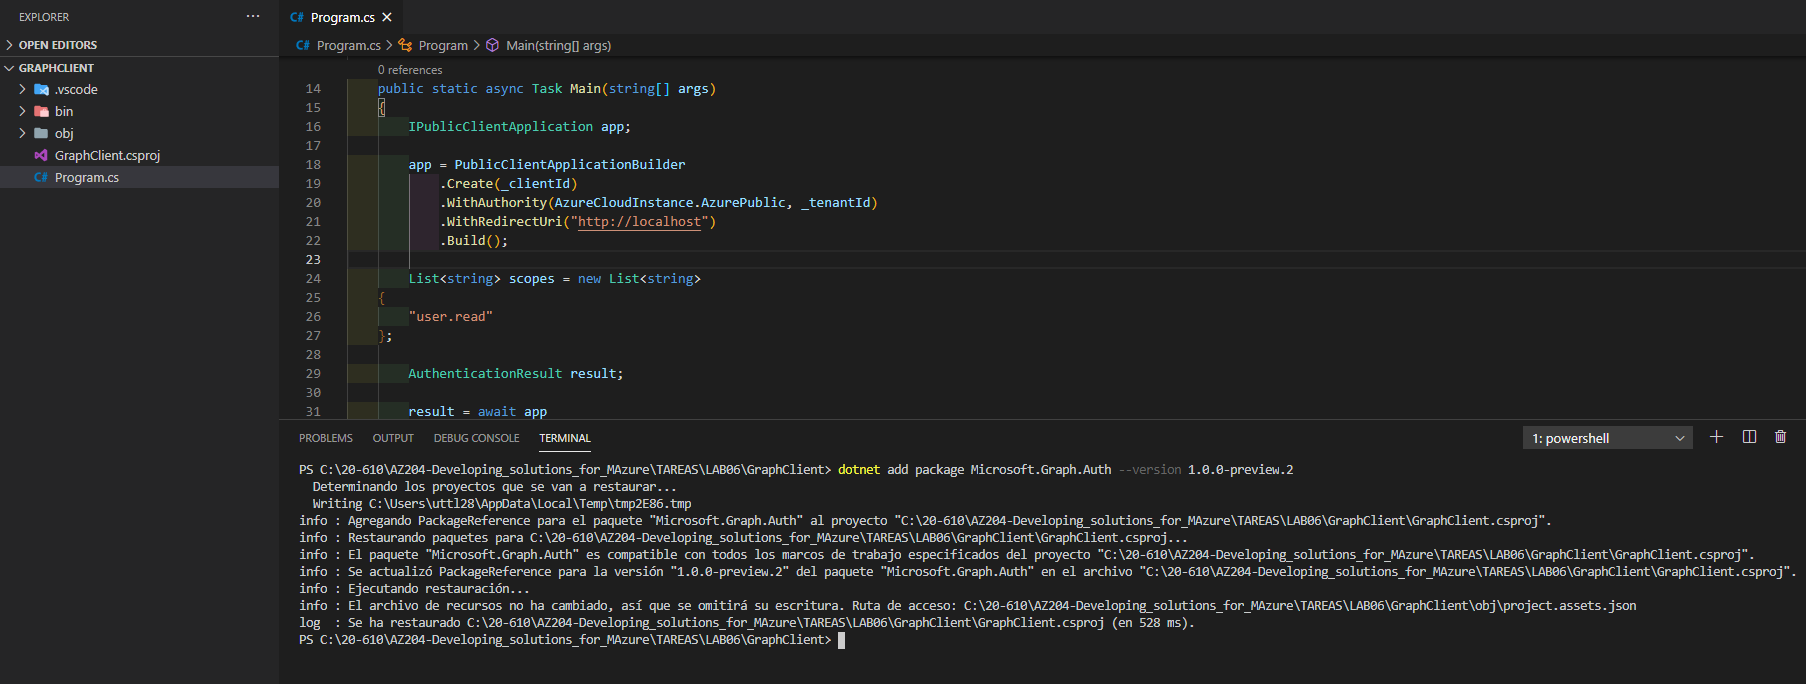 EXPLORER
OPEN EDITORS
GRAPHCLIENT
.vscode
bin
obj
GraphClient.csproj
C# Program.cs
C# Program.cs
C# Program.cs > Program > Main(string[] args)
0 references
14 public static async Task Main(string[] args)
15 {
16 IPublicClientApplication app;
17
18 app = PublicClientApplicationBuilder
19 .Create(_clientId)
20 .WithAuthority(AzureCloudInstance.AzurePublic, _tenantId)
21 .WithRedirectUri("http://localhost")
22 .Build();
23
24 List<string> scopes = new List<string>
25 {
26 "user.read"
27 };
28
29 AuthenticationResult result;
30
31 result = await app
PROBLEMS OUTPUT DEBUG CONSOLE TERMINAL
1: powershell
PS C:\20-610\AZ204-Developing_solutions_for_MAzure\TAREAS\LAB06\GraphClient> dotnet add package Microsoft.Graph.Auth --version 1.0.0-preview.2
Determinando los proyectos que se van a restaurar...
Writing C:\Users\uttl28\AppData\Local\Temp\tmp2E86.tmp
info : Agregando PackageReference para el paquete "Microsoft.Graph.Auth" al proyecto "C:\20-610\AZ204-Developing_solutions_for_MAzure\TAREAS\LAB06\GraphClient\GraphClient.csproj".
info : Restaurando paquetes para C:\20-610\AZ204-Developing_solutions_for_MAzure\TAREAS\LAB06\GraphClient\GraphClient.csproj...
info : El paquete "Microsoft.Graph.Auth" es compatible con todos los marcos de trabajo especificados del proyecto "C:\20-610\AZ204-Developing_solutions_for_MAzure\TAREAS\LAB06\GraphClient\GraphClient.csproj".
info : Se actualizó PackageReference para la versión "1.0.0-preview.2" del paquete "Microsoft.Graph.Auth" en el archivo "C:\20-610\AZ204-Developing_solutions_for_MAzure\TAREAS\LAB06\GraphClient\GraphClient.csproj".
info : Ejecutando restauración...
info : El archivo de recursos no ha cambiado, así que se omitirá su escritura. Ruta de acceso: C:\20-610\AZ204-Developing_solutions_for_MAzure\TAREAS\LAB06\GraphClient\obj\project.assets.json
log : Se ha restaurado C:\20-610\AZ204-Developing_solutions_for_MAzure\TAREAS\LAB06\GraphClient\GraphClient.csproj (en 528 ms).
PS C:\20-610\AZ204-Developing_solutions_for_MAzure\TAREAS\LAB06\GraphClient>